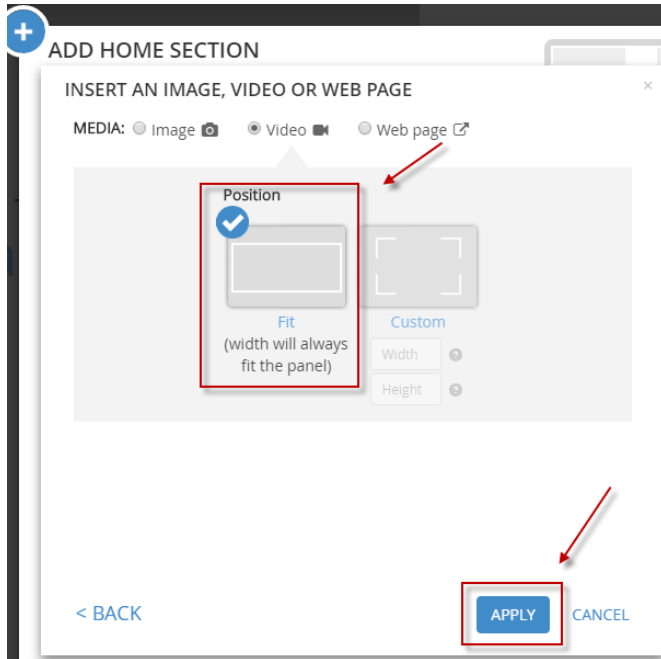 ADD HOME SECTION
INSERT AN IMAGE, VIDEO OR WEB PAGE
MEDIA: Image Video Web page
Position
Fit Custom
(width will always
fit the panel)
Width
Height
< BACK APPLY CANCEL